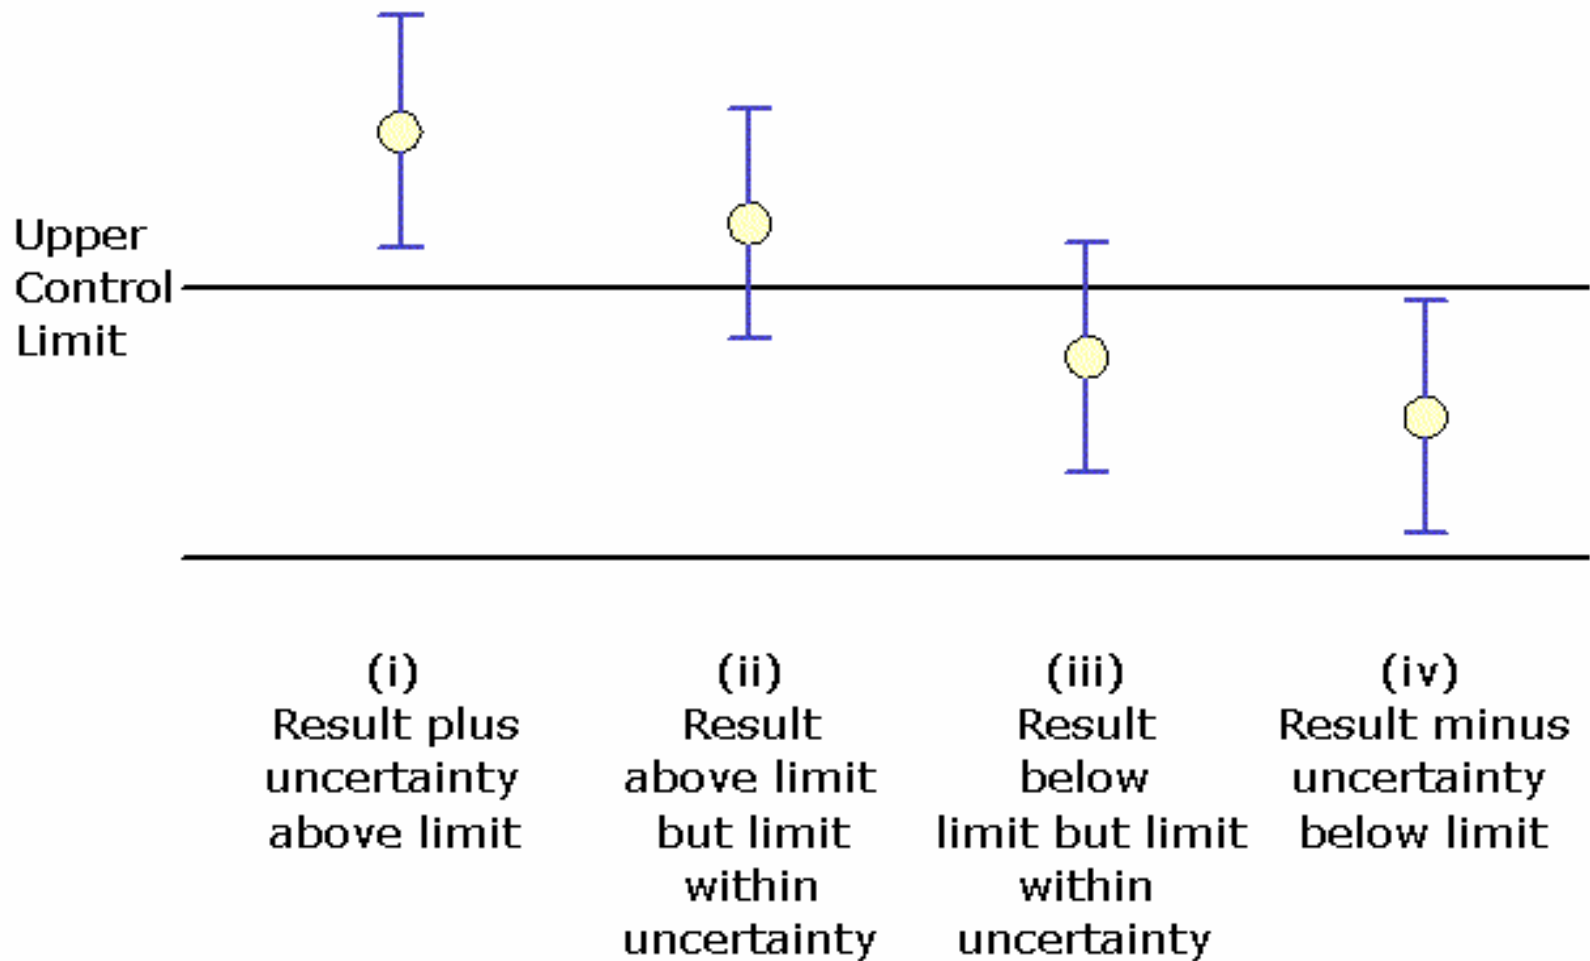 Upper
Control
Limit
(i)
Result plus
uncertainty
above limit
(ii)
Result
above limit
but limit
within
uncertainty
(iii)
Result
below
limit but limit
within
uncertainty
(iv)
Result minus
uncertainty
below limit